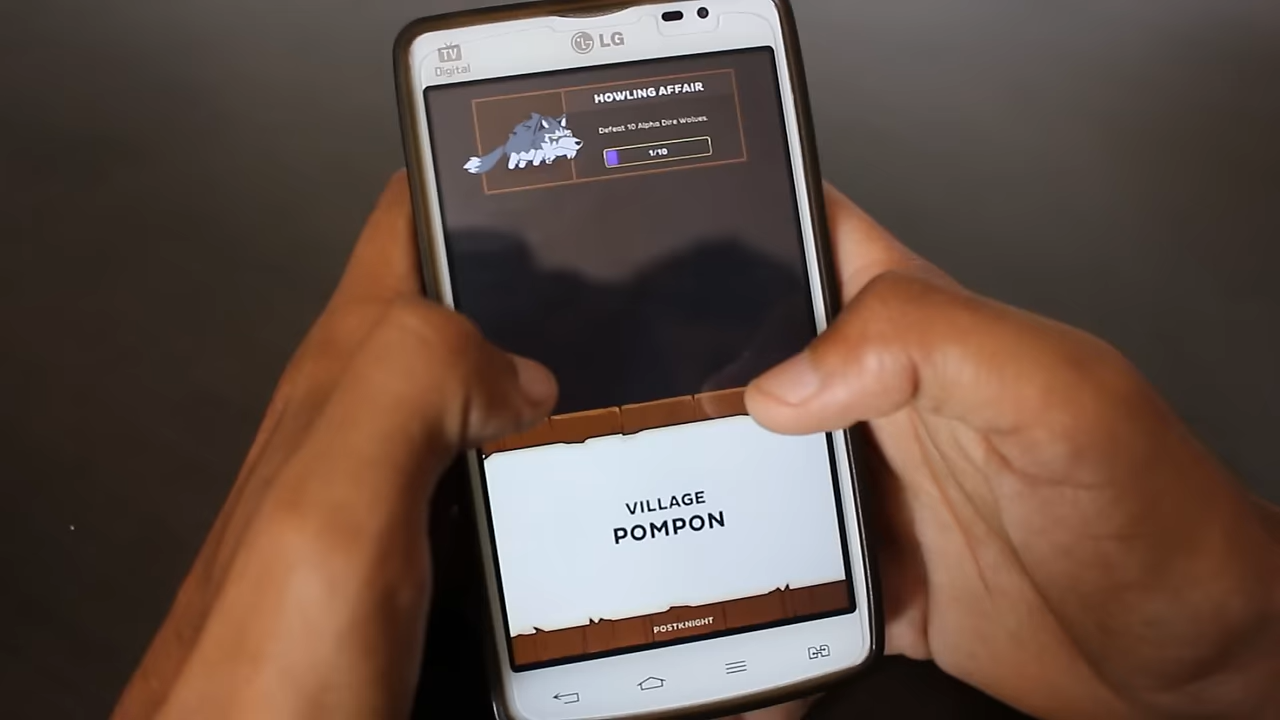 TV
Digital
LG
HOWLING AFFAIR
Defeat 10 Alpha Dire Wolves.
1/10
VILLAGE
POMPON
POSTKNIGHT